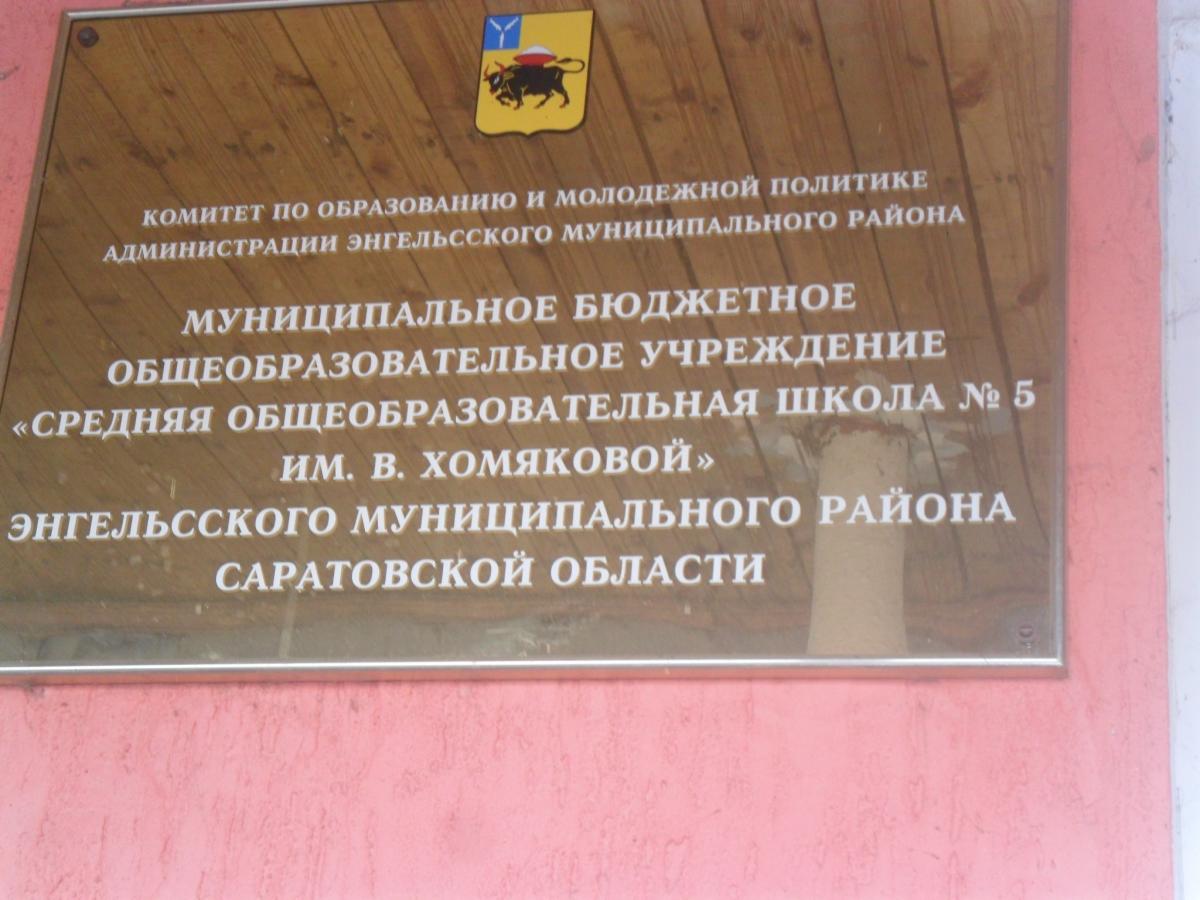 КОМИТЕТ ПО ОБРАЗОВАНИЮ И МОЛОДЕЖНОЙ ПОЛИТИКЕ
АДМИНИСТРАЦИИ ЭНГЕЛЬССКОГО МУНИЦИПАЛЬНОГО РАЙОНА
МУНИЦИПАЛЬНОЕ БЮДЖЕТНОЕ
ОБЩЕОБРАЗОВАТЕЛЬНОЕ УЧРЕЖДЕНИЕ
«СРЕДНЯЯ ОБЩЕОБРАЗОВАТЕЛЬНАЯ ШКОЛА № 5
ИМ. В. ХОМЯКОВОЙ»
ЭНГЕЛЬССКОГО МУНИЦИПАЛЬНОГО РАЙОНА
САРАТОВСКОЙ ОБЛАСТИ